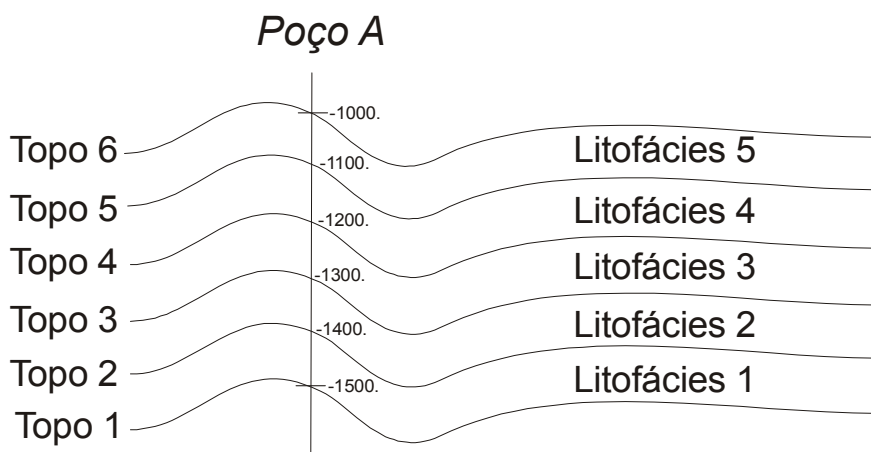 Poço A
-1000.
Topo 6 Litofácies 5
-1100.
Topo 5 Litofácies 4
-1200.
Topo 4 Litofácies 3
-1300.
Topo 3 Litofácies 2
-1400.
Topo 2 Litofácies 1
-1500.
Topo 1